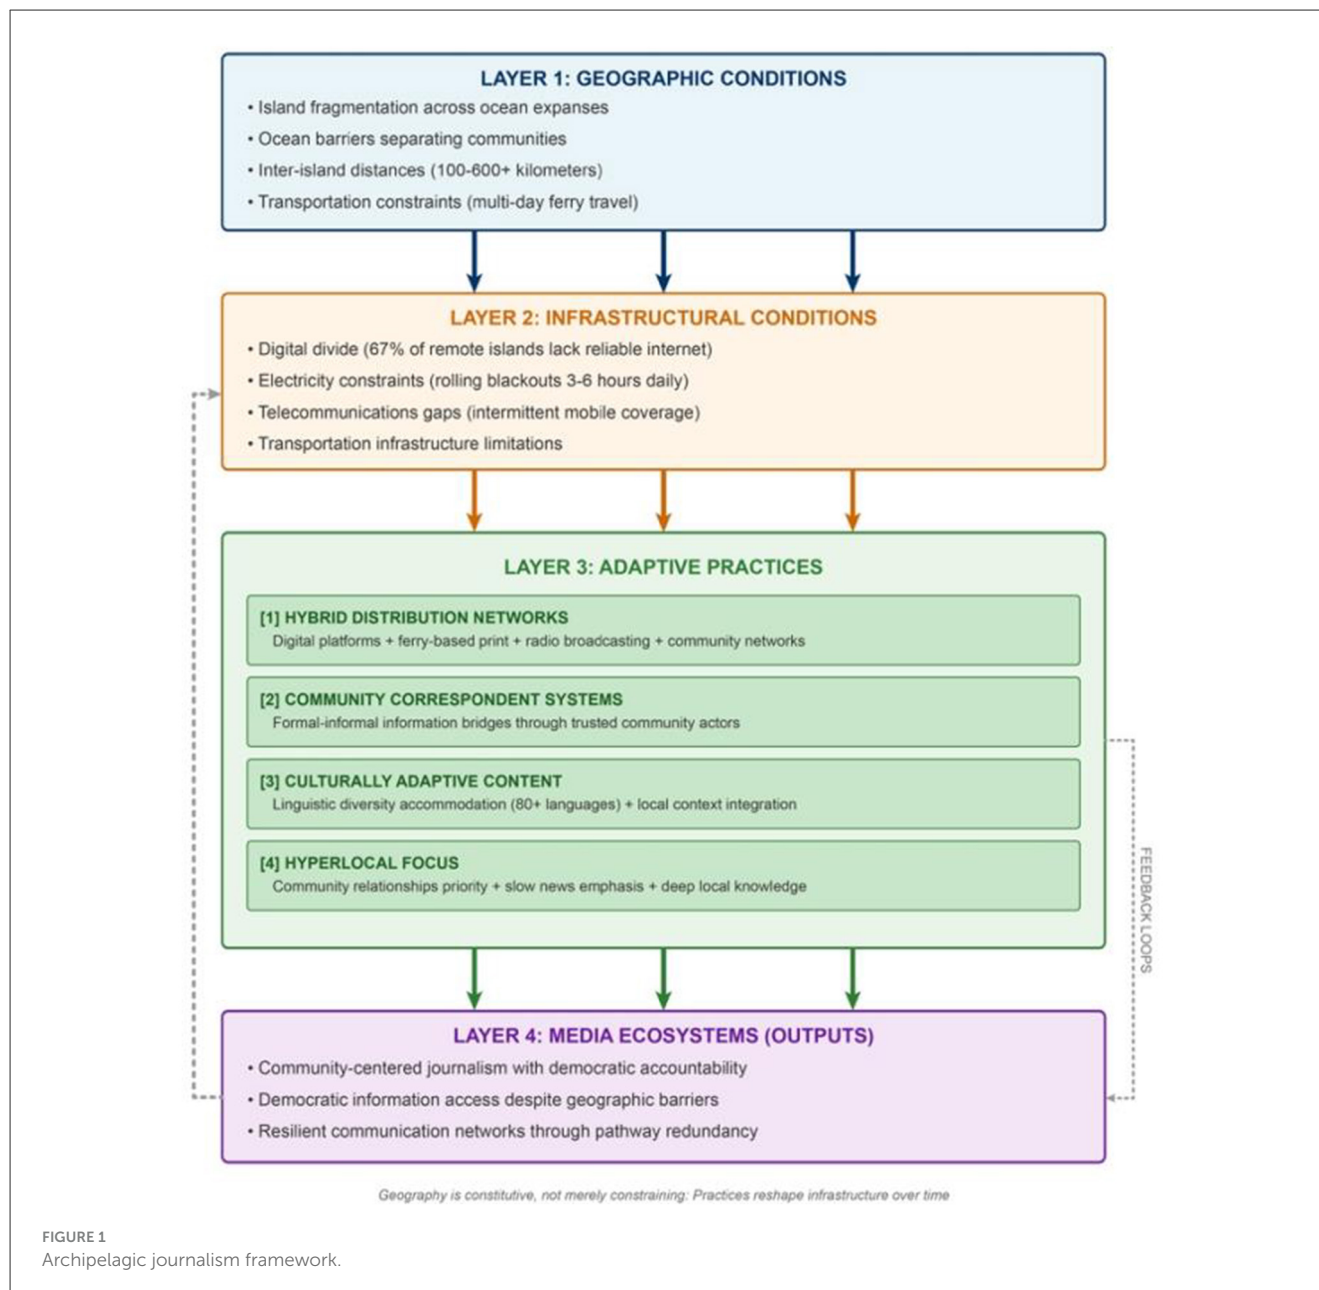 LAYER 1: GEOGRAPHIC CONDITIONS
• Island fragmentation across ocean expanses
• Ocean barriers separating communities
• Inter-island distances (100-600+ kilometers)
• Transportation constraints (multi-day ferry travel)
LAYER 2: INFRASTRUCTURAL CONDITIONS
• Digital divide (67% of remote islands lack reliable internet)
• Electricity constraints (rolling blackouts 3-6 hours daily)
• Telecommunications gaps (intermittent mobile coverage)
• Transportation infrastructure limitations
LAYER 3: ADAPTIVE PRACTICES
[1] HYBRID DISTRIBUTION NETWORKS
Digital platforms + ferry-based print + radio broadcasting + community networks
[2] COMMUNITY CORRESPONDENT SYSTEMS
Formal-informal information bridges through trusted community actors
[3] CULTURALLY ADAPTIVE CONTENT
Linguistic diversity accommodation (80+ languages) + local context integration
[4] HYPERLOCAL FOCUS
Community relationships priority + slow news emphasis + deep local knowledge
FEEDBACK LOOPS
LAYER 4: MEDIA ECOSYSTEMS (OUTPUTS)
• Community-centered journalism with democratic accountability
• Democratic information access despite geographic barriers
• Resilient communication networks through pathway redundancy
Geography is constitutive, not merely constraining: Practices reshape infrastructure over time
FIGURE 1
Archipelagic journalism framework.